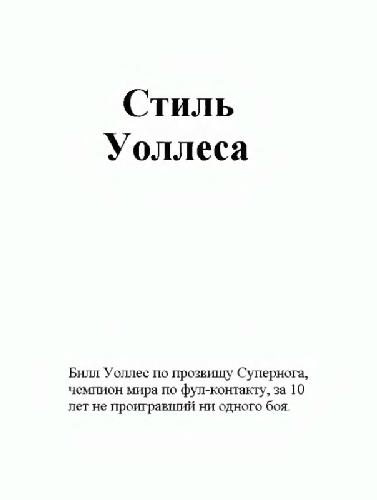 Стиль
Уоллеса
Билл Уоллес по прозвищу Супернога,
чемпион мира по фул-контакту, за 10
лет не проигравший ни одного боя.